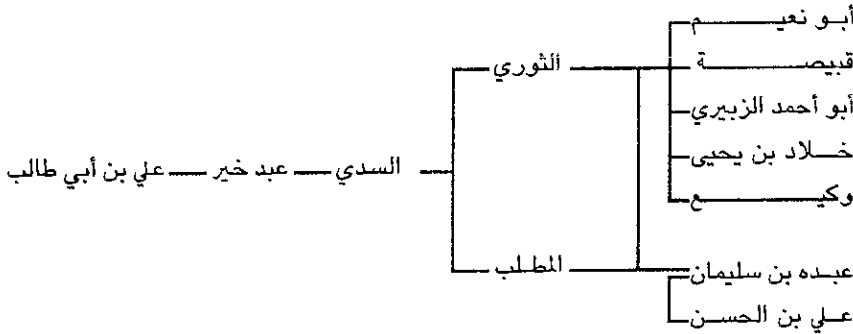 أبو نعيم
قبيصة
الثوري
أبو أحمد الزبيري
خلاد بن يحيى
السدي عبد خير علي بن أبي طالب
وكيع
المطلب
عبده بن سليمان
علي بن الحسن